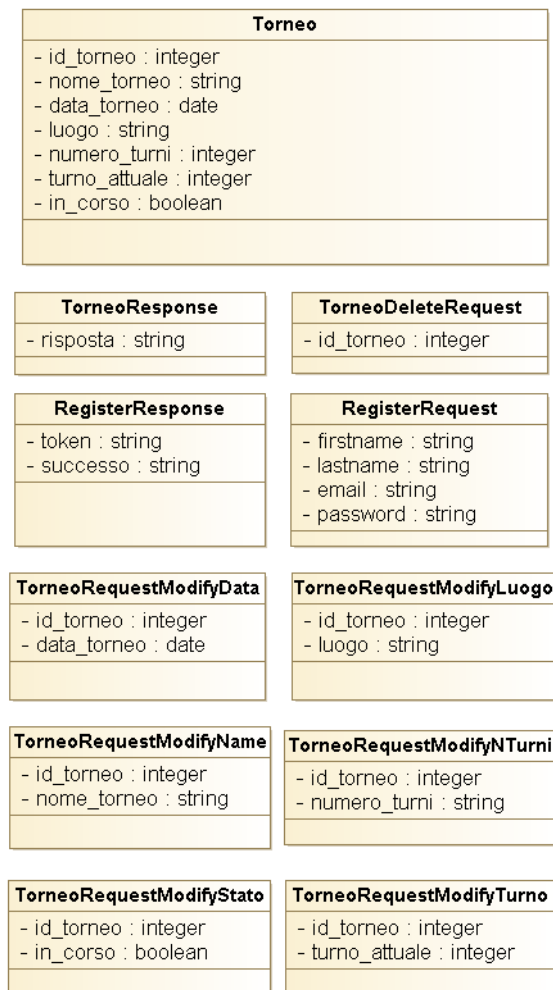 Torneo
- id_torneo : integer
- nome_torneo : string
- data_torneo : date
- luogo : string
- numero_turni : integer
- turno_attuale : integer
- in_corso : boolean
TorneoResponse
- risposta : string
TorneoDeleteRequest
- id_torneo : integer
RegisterResponse
- token : string
- successo : string
RegisterRequest
- firstname : string
- lastname : string
- email : string
- password : string
TorneoRequestModifyData
- id_torneo : integer
- data_torneo : date
TorneoRequestModifyLuogo
- id_torneo : integer
- luogo : string
TorneoRequestModifyName
- id_torneo : integer
- nome_torneo : string
TorneoRequestModifyNTurni
- id_torneo : integer
- numero_turni : string
TorneoRequestModifyStato
- id_torneo : integer
- in_corso : boolean
TorneoRequestModifyTurno
- id_torneo : integer
- turno_attuale : integer